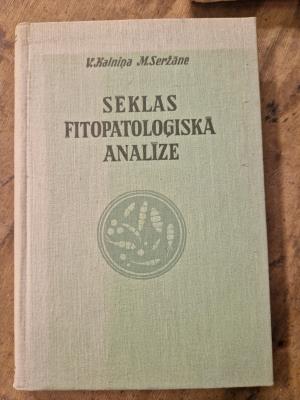 V. Kalniņa M. Seržāne
SEKLAS
FITOPATOLOĢISKĀ
ANALĪZE